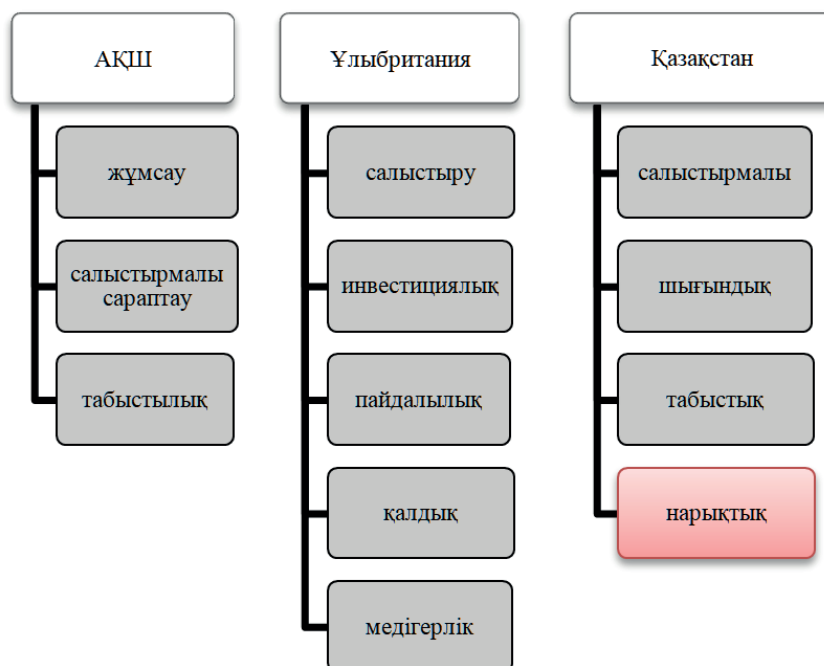 АҚШ
жұмсау
салыстырмалы
сараптау
табыстылық
Ұлыбритания
салыстыру
инвестициялық
пайдалылық
қалдық
медігерлік
Қазақстан
салыстырмалы
шығындық
табыстық
нарықтық